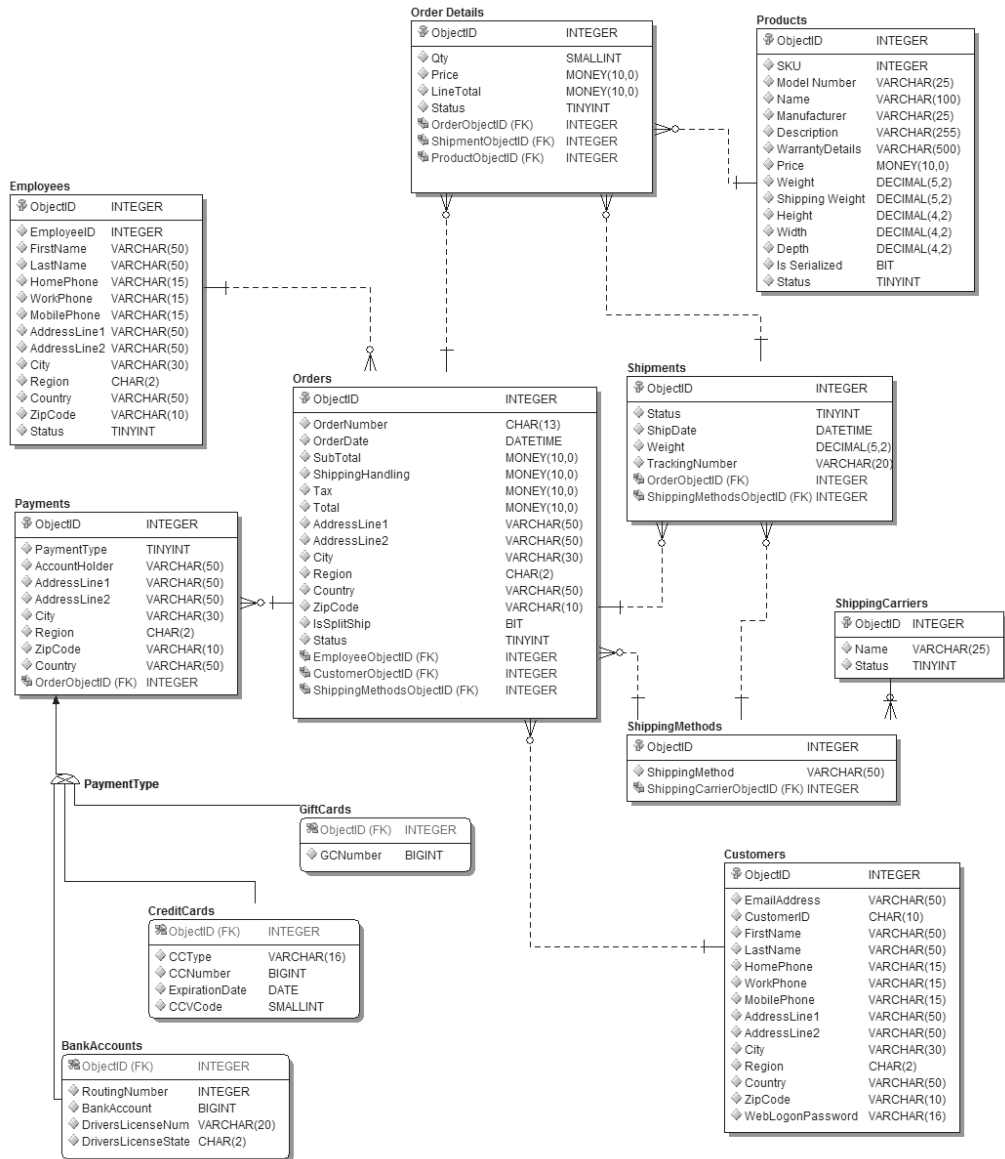 Order Details
ObjectID INTEGER
Qty SMALLINT
Price MONEY(10,0)
LineTotal MONEY(10,0)
Status TINYINT
OrderObjectID (FK) INTEGER
ShipmentObjectID (FK) INTEGER
ProductObjectID (FK) INTEGER
Products
ObjectID INTEGER
SKU INTEGER
Model Number VARCHAR(25)
Name VARCHAR(100)
Manufacturer VARCHAR(25)
Description VARCHAR(255)
WarrantyDetails VARCHAR(500)
Price MONEY(10,0)
Weight DECIMAL(5,2)
Shipping Weight DECIMAL(5,2)
Height DECIMAL(4,2)
Width DECIMAL(4,2)
Depth DECIMAL(4,2)
Is Serialized BIT
Status TINYINT
Employees
ObjectID INTEGER
EmployeeID INTEGER
FirstName VARCHAR(50)
LastName VARCHAR(50)
HomePhone VARCHAR(15)
WorkPhone VARCHAR(15)
MobilePhone VARCHAR(15)
AddressLine1 VARCHAR(50)
AddressLine2 VARCHAR(50)
City VARCHAR(30)
Region CHAR(2)
Country VARCHAR(50)
ZipCode VARCHAR(10)
Status TINYINT
Orders
ObjectID INTEGER
OrderNumber CHAR(13)
OrderDate DATETIME
SubTotal MONEY(10,0)
ShippingHandling MONEY(10,0)
Tax MONEY(10,0)
Total MONEY(10,0)
AddressLine1 VARCHAR(50)
AddressLine2 VARCHAR(50)
City VARCHAR(30)
Region CHAR(2)
Country VARCHAR(50)
ZipCode VARCHAR(10)
IsSplitShip BIT
Status TINYINT
EmployeeObjectID (FK) INTEGER
CustomerObjectID (FK) INTEGER
ShippingMethodsObjectID (FK) INTEGER
Shipments
ObjectID INTEGER
Status TINYINT
ShipDate DATETIME
Weight DECIMAL(5,2)
TrackingNumber VARCHAR(20)
OrderObjectID (FK) INTEGER
ShippingMethodsObjectID (FK) INTEGER
Payments
ObjectID INTEGER
PaymentType TINYINT
AccountHolder VARCHAR(50)
AddressLine1 VARCHAR(50)
AddressLine2 VARCHAR(50)
City VARCHAR(30)
Region CHAR(2)
ZipCode VARCHAR(10)
Country VARCHAR(50)
OrderObjectID (FK) INTEGER
ShippingCarriers
ObjectID INTEGER
Name VARCHAR(25)
Status TINYINT
ShippingMethods
ObjectID INTEGER
ShippingMethod VARCHAR(50)
ShippingCarrierObjectID (FK) INTEGER
PaymentType
GiftCards
ObjectID (FK) INTEGER
GCNumber BIGINT
CreditCards
ObjectID (FK) INTEGER
CCType VARCHAR(16)
CCNumber BIGINT
ExpirationDate DATE
CCVCode SMALLINT
BankAccounts
ObjectID (FK) INTEGER
RoutingNumber INTEGER
BankAccount BIGINT
DriversLicenseNum VARCHAR(20)
DriversLicenseState CHAR(2)
Customers
ObjectID INTEGER
EmailAddress VARCHAR(50)
CustomerID CHAR(10)
FirstName VARCHAR(50)
LastName VARCHAR(50)
HomePhone VARCHAR(15)
WorkPhone VARCHAR(15)
MobilePhone VARCHAR(15)
AddressLine1 VARCHAR(50)
AddressLine2 VARCHAR(50)
City VARCHAR(30)
Region CHAR(2)
Country VARCHAR(50)
ZipCode VARCHAR(10)
WebLogonPassword VARCHAR(16)